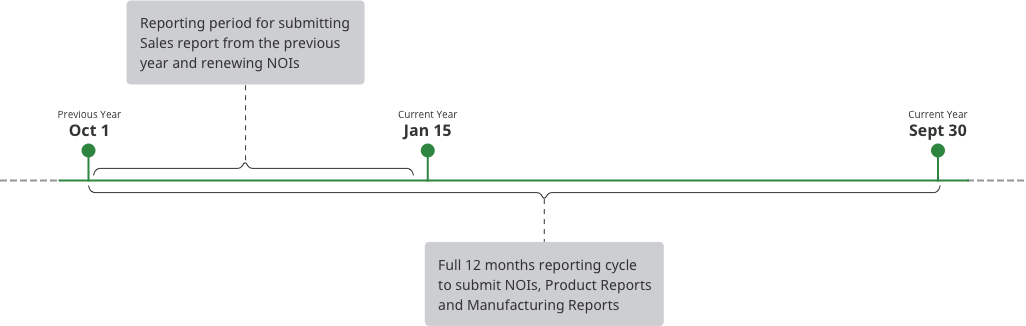 Reporting period for submitting
Sales report from the previous
year and renewing NOIs
Previous Year
Oct 1
Current Year
Jan 15
Current Year
Sept 30
Full 12 months reporting cycle
to submit NOIs, Product Reports
and Manufacturing Reports